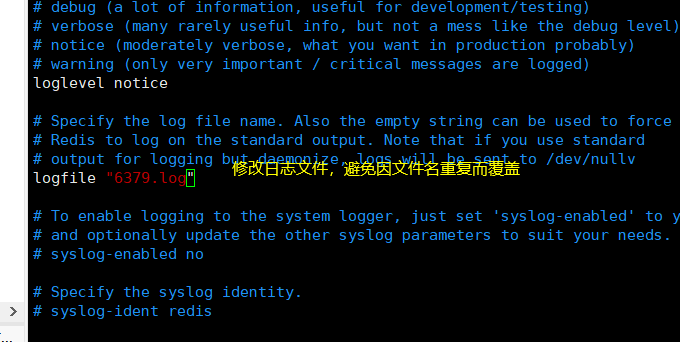 # debug (a lot of information, useful for development/testing)
# verbose (many rarely useful info, but not a mess like the debug level)
# notice (moderately verbose, what you want in production probably)
# warning (only very important / critical messages are logged)
loglevel notice
# Specify the log file name. Also the empty string can be used to force
# Redis to log on the standard output. Note that if you use standard
# output for logging but daemonize, logs will be sent to /dev/nullv
logfile "6379.log"
修改日志文件，避免因文件名重复而覆盖
# To enable logging to the system logger, just set 'syslog-enabled' to y
# and optionally update the other syslog parameters to suit your needs.
# syslog-enabled no
# Specify the syslog identity.
# syslog-ident redis